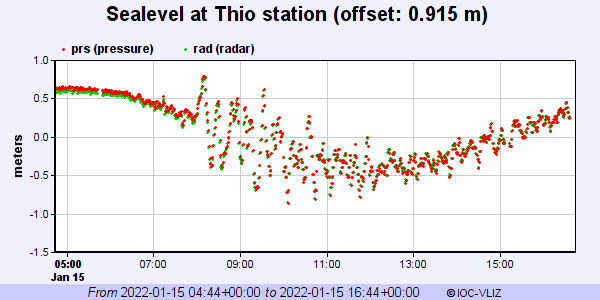 Sealevel at Thio station (offset: 0.915 m)
prs (pressure) rad (radar)
1.0
0.5
0.0
-0.5
-1.0
-1.5
meters
05:00 07:00 09:00 11:00 13:00 15:00
Jan 15
From 2022-01-15 04:44+00:00 to 2022-01-15 16:44+00:00 © IOC-VLIZ